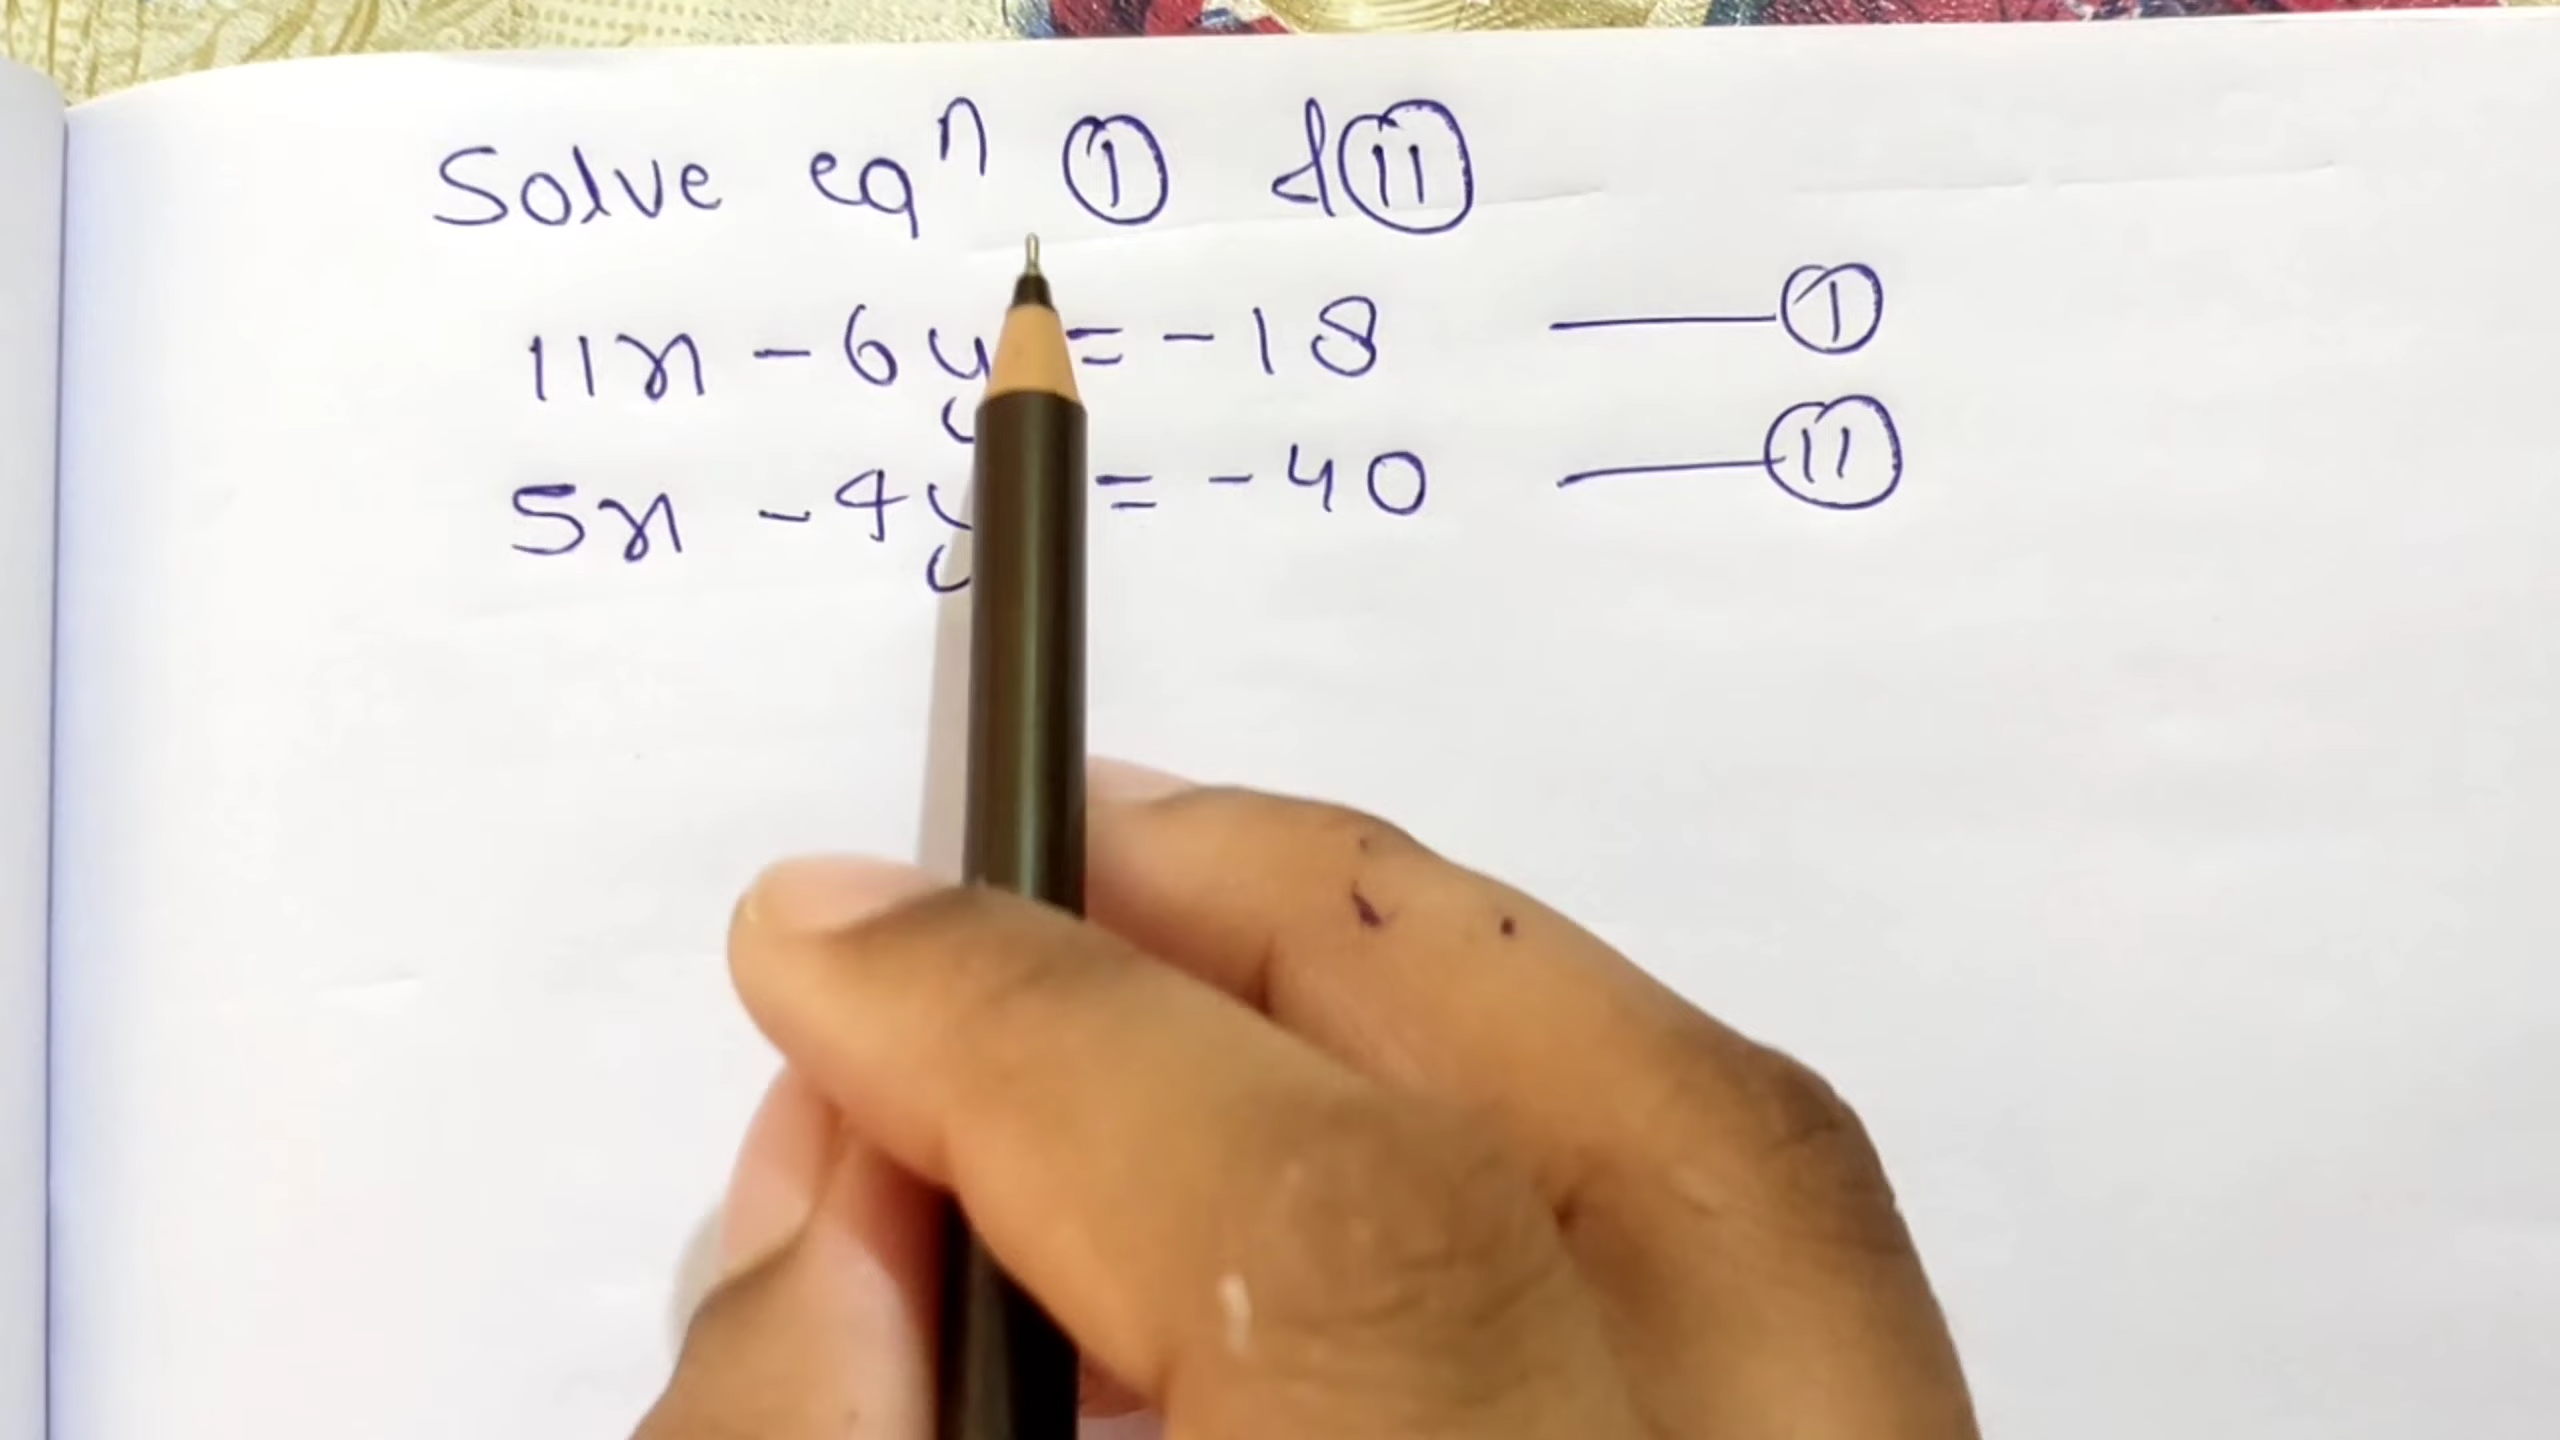 Solve eqⁿ Ⓘ & ⓘⓘ
11x - 6y = -18 —— Ⓘ
5x - 4y = -40 —— ⓘⓘ